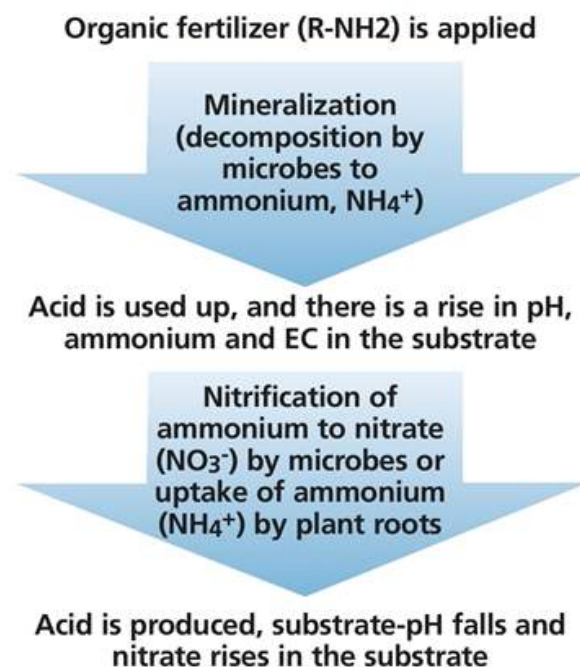 Organic fertilizer (R-NH2) is applied
Mineralization
(decomposition by
microbes to
ammonium, NH₄⁺)
Acid is used up, and there is a rise in pH,
ammonium and EC in the substrate
Nitrification of
ammonium to nitrate
(NO₃⁻) by microbes or
uptake of ammonium
(NH₄⁺) by plant roots
Acid is produced, substrate-pH falls and
nitrate rises in the substrate